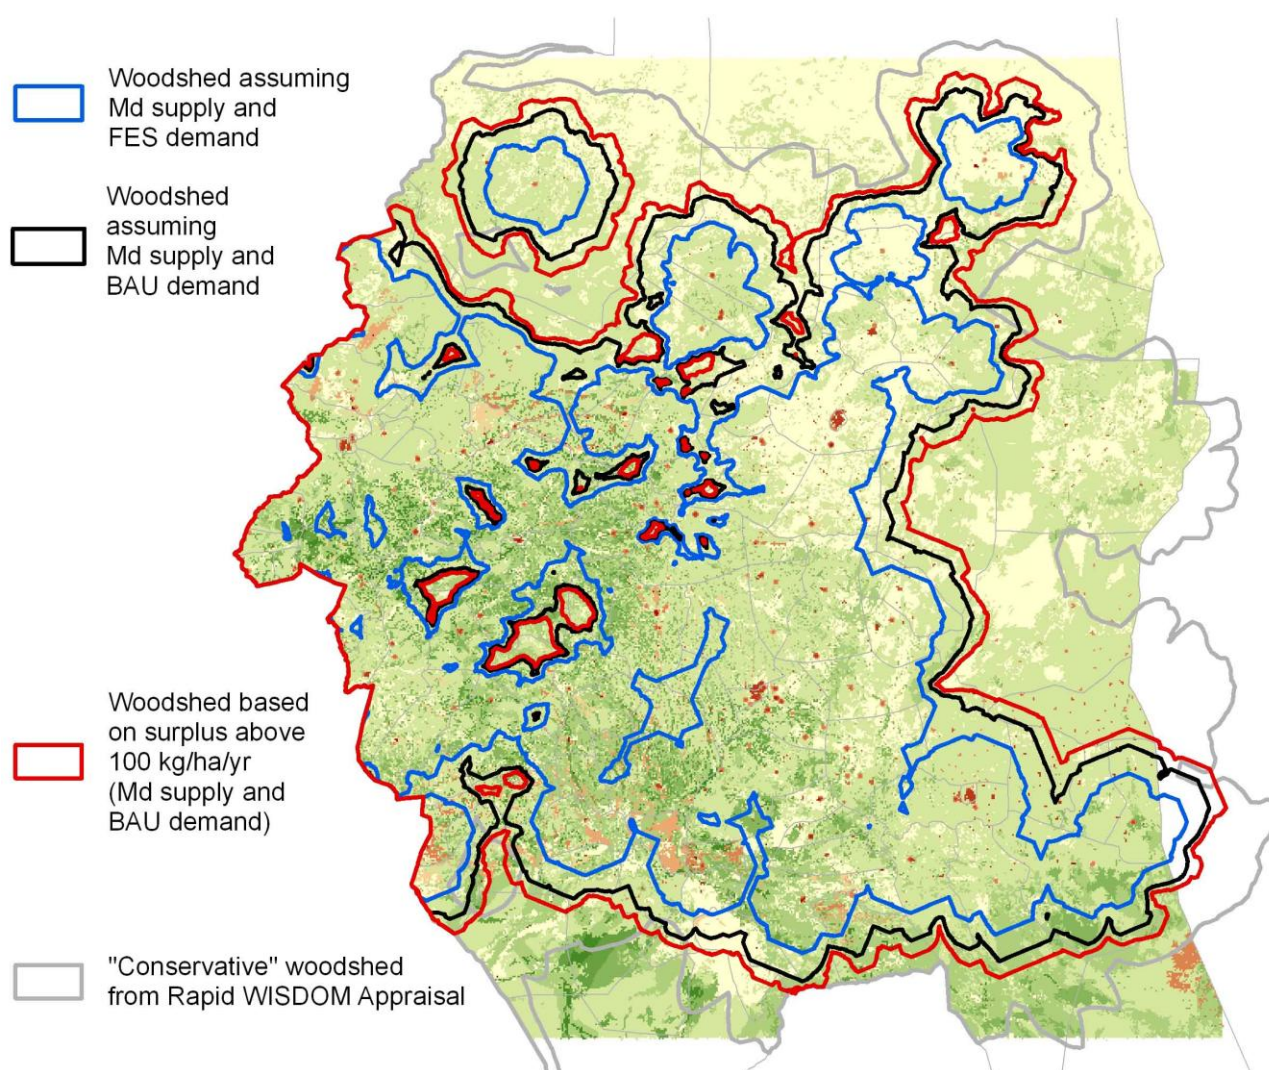 Woodshed assuming
Md supply and
FES demand
Woodshed
assuming
Md supply and
BAU demand
Woodshed based
on surplus above
100 kg/ha/yr
(Md supply and
BAU demand)
"Conservative" woodshed
from Rapid WISDOM Appraisal